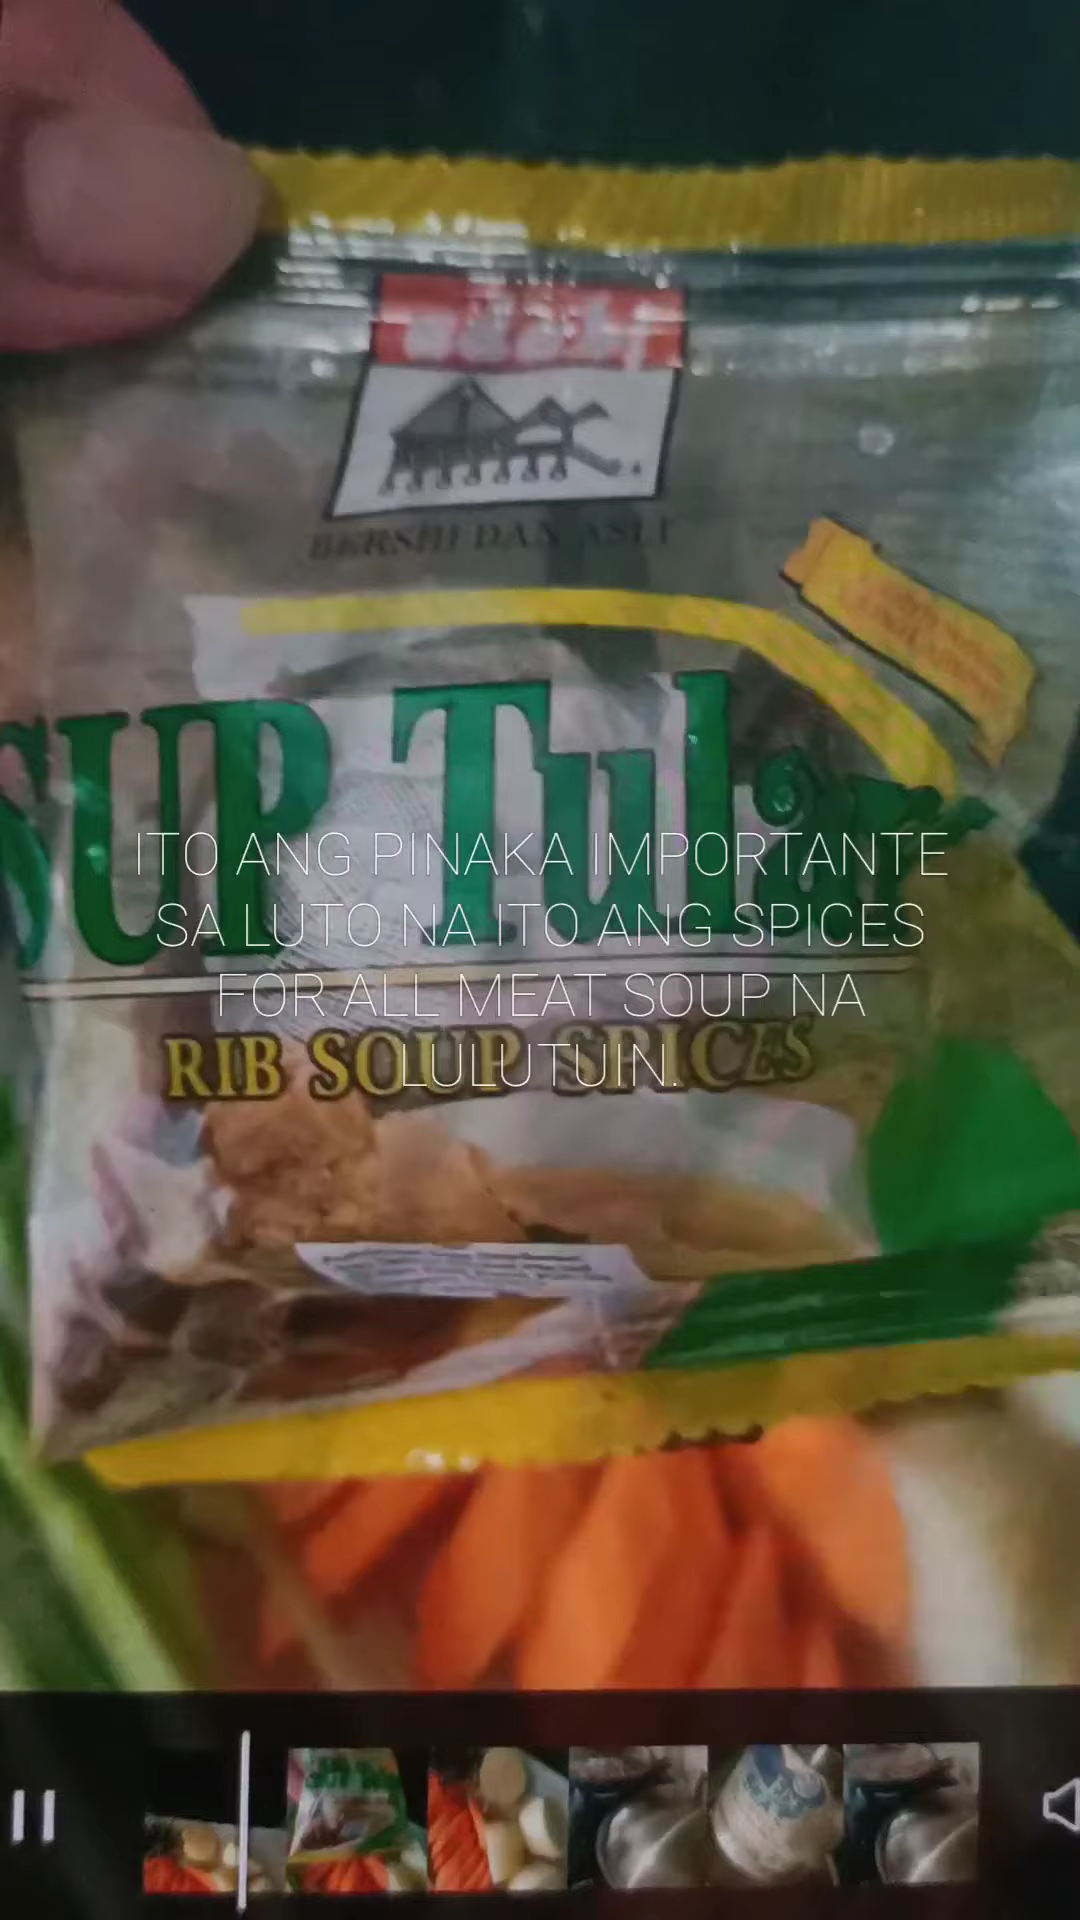 adabi
BERSIH DAN ASLI
SUP Tulang
ITO ANG PINAKA IMPORTANTE
SA LUTO NA ITO ANG SPICES
FOR ALL MEAT SOUP NA
LULUTUIN.
RIB SOUP SPICES